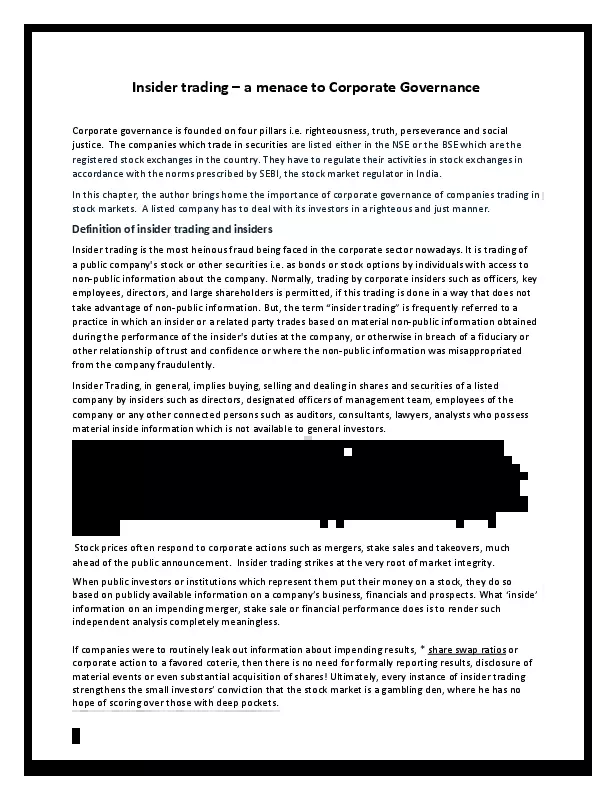 Insider trading – a menace to Corporate Governance
Corporate governance is founded on four pillars i.e. righteousness, truth, perseverance and social
justice. The companies which trade in securities are listed either in the NSE or the BSE which are the
registered stock exchanges in the country. They have to regulate their activities in stock exchanges in
accordance with the norms prescribed by SEBI, the stock market regulator in India.
In this chapter, the author brings home the importance of corporate governance of companies trading in
stock markets. A listed company has to deal with its investors in a righteous and just manner.
Definition of insider trading and insiders
Insider trading is the most heinous fraud being faced in the corporate sector nowadays. It is trading of
a public company's stock or other securities i.e. as bonds or stock options by individuals with access to
non-public information about the company. Normally, trading by corporate insiders such as officers, key
employees, directors, and large shareholders is permitted, if this trading is done in a way that does not
take advantage of non-public information. But, the term "insider trading" is frequently referred to a
practice in which an insider or a related party trades based on material non-public information obtained
during the performance of the insider's duties at the company, or otherwise in breach of a fiduciary or
other relationship of trust and confidence or where the non-public information was misappropriated
from the company fraudulently.
Insider Trading, in general, implies buying, selling and dealing in shares and securities of a listed
company by insiders such as directors, designated officers of management team, employees of the
company or any other connected persons such as auditors, consultants, lawyers, analysts who possess
material inside information which is not available to general investors.
Stock prices often respond to corporate actions such as mergers, stake sales and takeovers, much
ahead of the public announcement. Insider trading strikes at the very root of market integrity.
When public investors or institutions which represent them put their money on a stock, they do so
based on publicly available information on a company's business, financials and prospects. What 'inside'
information on an impending merger, stake sale or financial performance does is to render such
independent analysis completely meaningless.
If companies were to routinely leak out information about impending results, * share swap ratios or
corporate action to a favored coterie, then there is no need for formally reporting results, disclosure of
material events or even substantial acquisition of shares! Ultimately, every instance of insider trading
strengthens the small investors' conviction that the stock market is a gambling den, where he has no
hope of scoring over those with deep pockets.